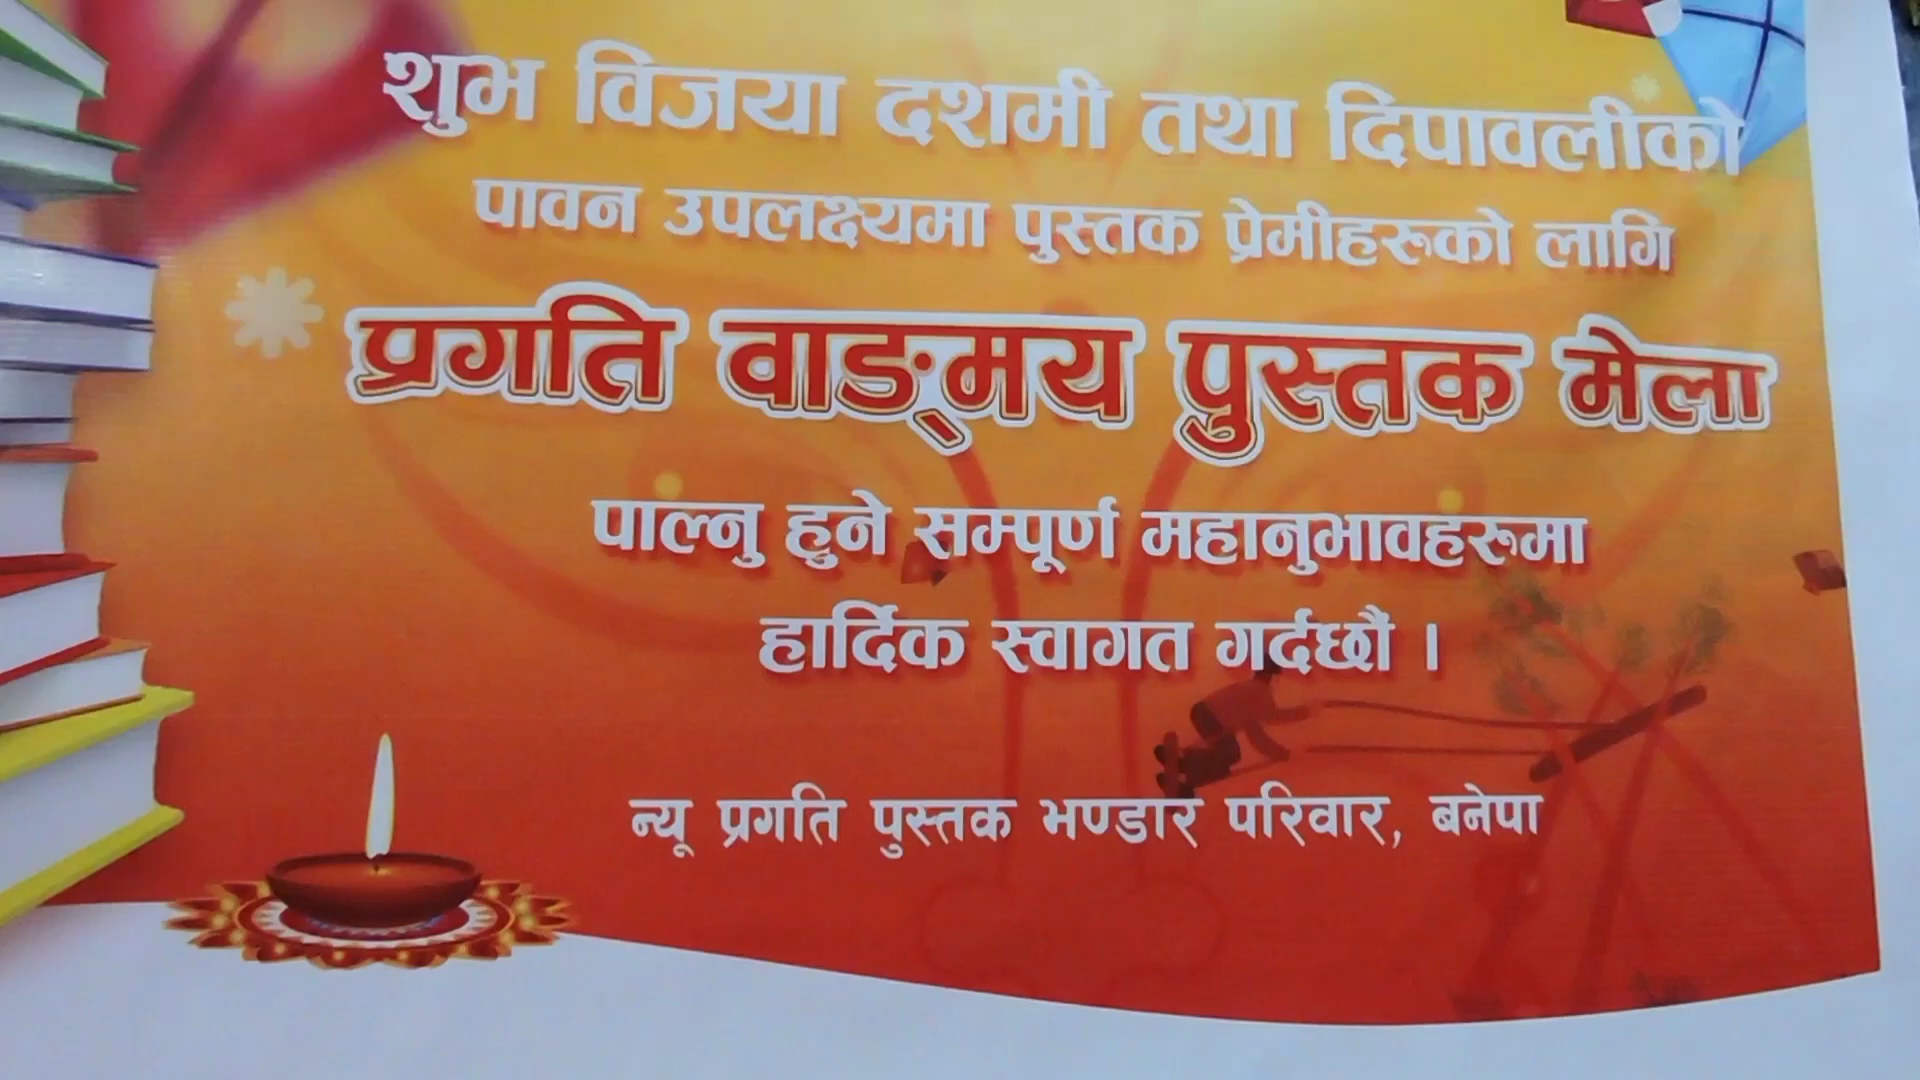 शुभ विजया दशमी तथा दिपावलीको
पावन उपलक्ष्यमा पुस्तक प्रेमीहरूको लागि
प्रगति वाङ्मय पुस्तक मेला
पाल्नु हुने सम्पूर्ण महानुभावहरूमा
हार्दिक स्वागत गर्दछौं ।
न्यू प्रगति पुस्तक भण्डार परिवार, बनेपा